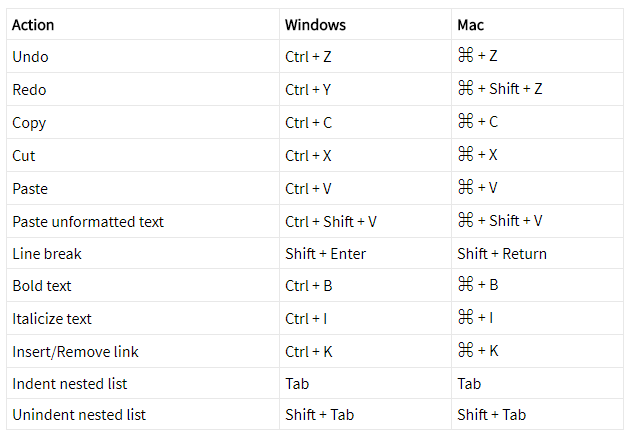 Action Windows Mac
Undo Ctrl + Z ⌘ + Z
Redo Ctrl + Y ⌘ + Shift + Z
Copy Ctrl + C ⌘ + C
Cut Ctrl + X ⌘ + X
Paste Ctrl + V ⌘ + V
Paste unformatted text Ctrl + Shift + V ⌘ + Shift + V
Line break Shift + Enter Shift + Return
Bold text Ctrl + B ⌘ + B
Italicize text Ctrl + I ⌘ + I
Insert/Remove link Ctrl + K ⌘ + K
Indent nested list Tab Tab
Unindent nested list Shift + Tab Shift + Tab